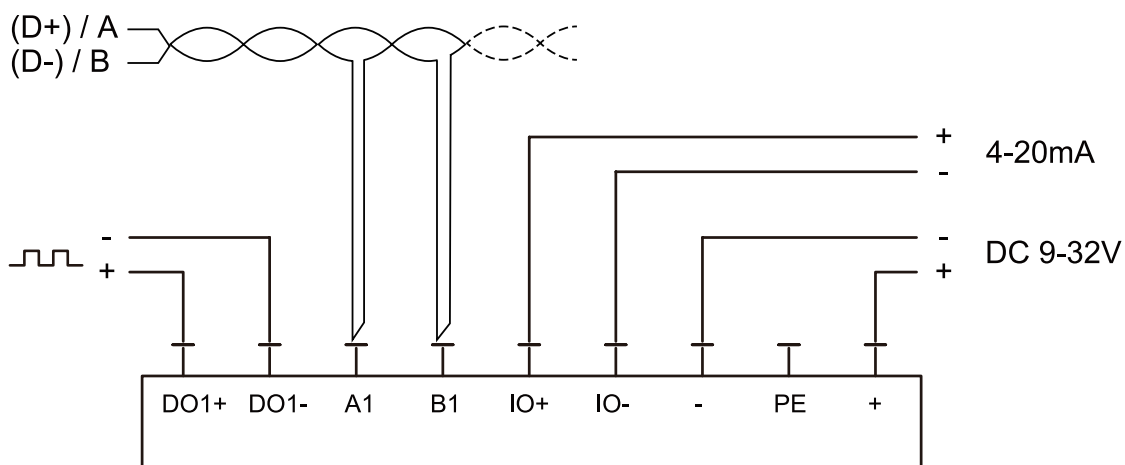 (D+) / A
(D-) / B
+
4-20mA
-
-
-
DC 9-32V
+
+
DO1+ DO1- A1 B1 IO+ IO- - PE +